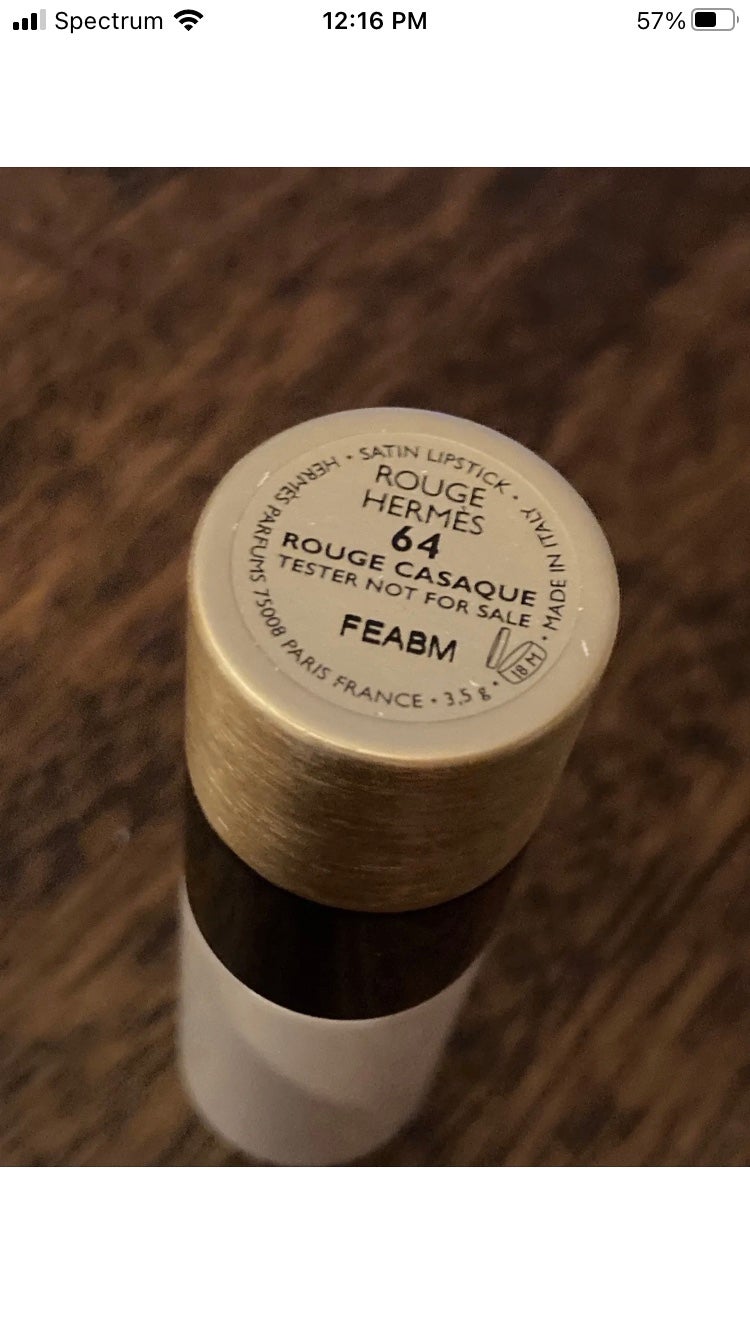 Spectrum
12:16 PM
57%
ROUGE
HERMÈS
64
ROUGE CASAQUE
TESTER NOT FOR SALE
FEABM
SATIN LIPSTICK · MADE IN ITALY · 18 M · 3,5 g · HERMÈS PARFUMS 75008 PARIS FRANCE ·